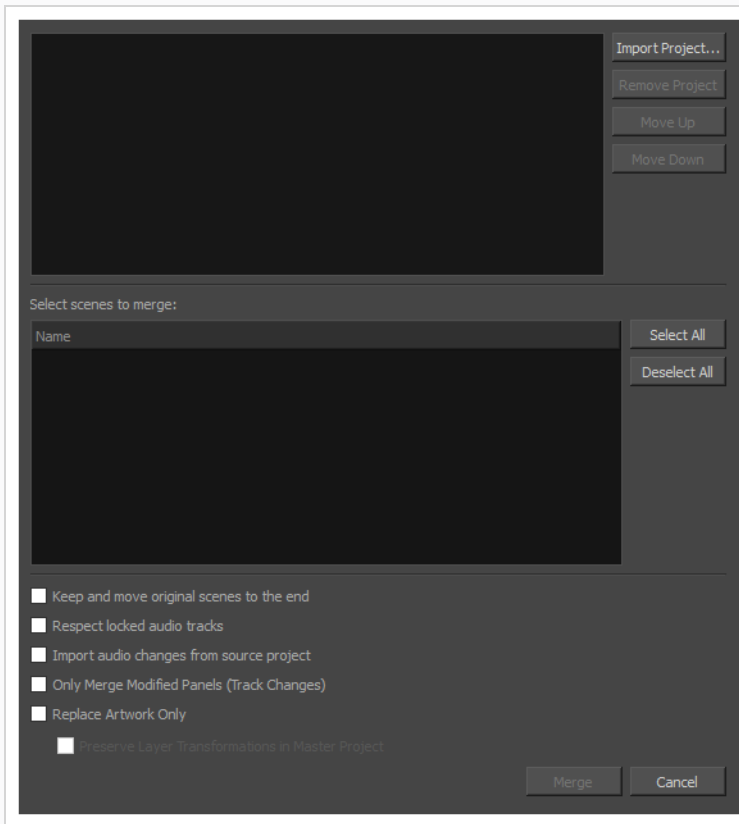 Import Project...
Remove Project
Move Up
Move Down
Select scenes to merge:
Name
Select All
Deselect All
Keep and move original scenes to the end
Respect locked audio tracks
Import audio changes from source project
Only Merge Modified Panels (Track Changes)
Replace Artwork Only
Preserve Layer Transformations in Master Project
Merge
Cancel